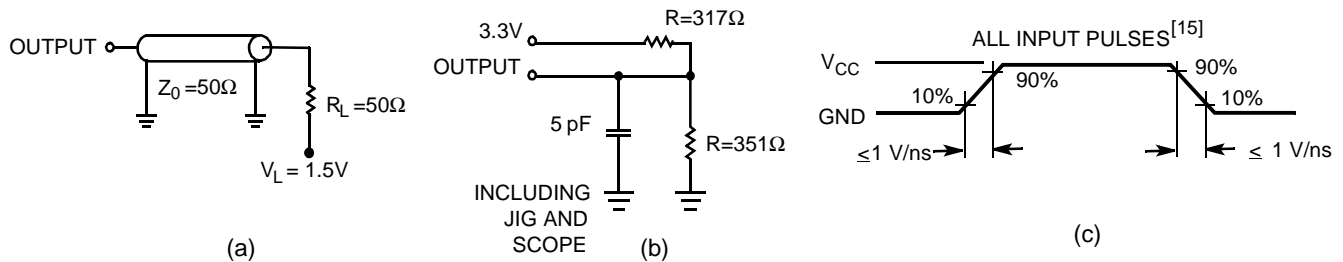 OUTPUT
Z0 =50Ω
RL =50Ω
VL = 1.5V
(a)
R=317Ω
3.3V
OUTPUT
5 pF
R=351Ω
INCLUDING
JIG AND
SCOPE
(b)
ALL INPUT PULSES[15]
VCC
90%
90%
10%
10%
GND
≤1 V/ns
≤ 1 V/ns
(c)